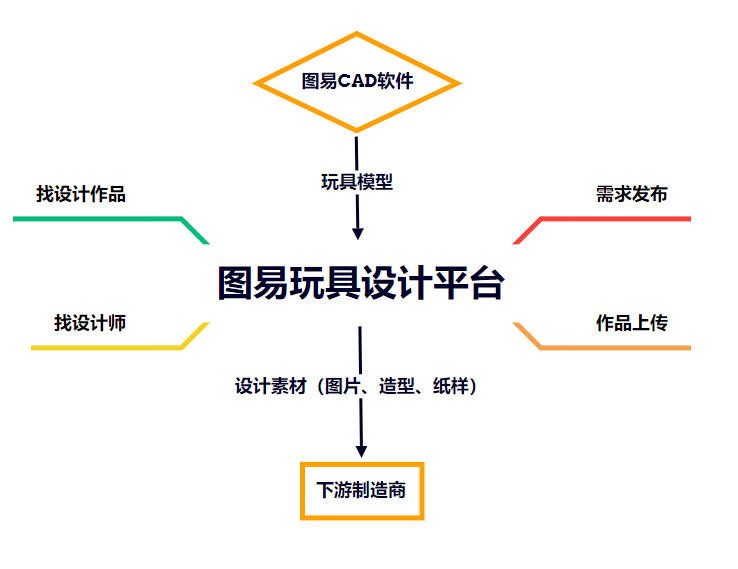 图易CAD软件
玩具模型
找设计作品
需求发布
图易玩具设计平台
找设计师
作品上传
设计素材（图片、造型、纸样）
下游制造商